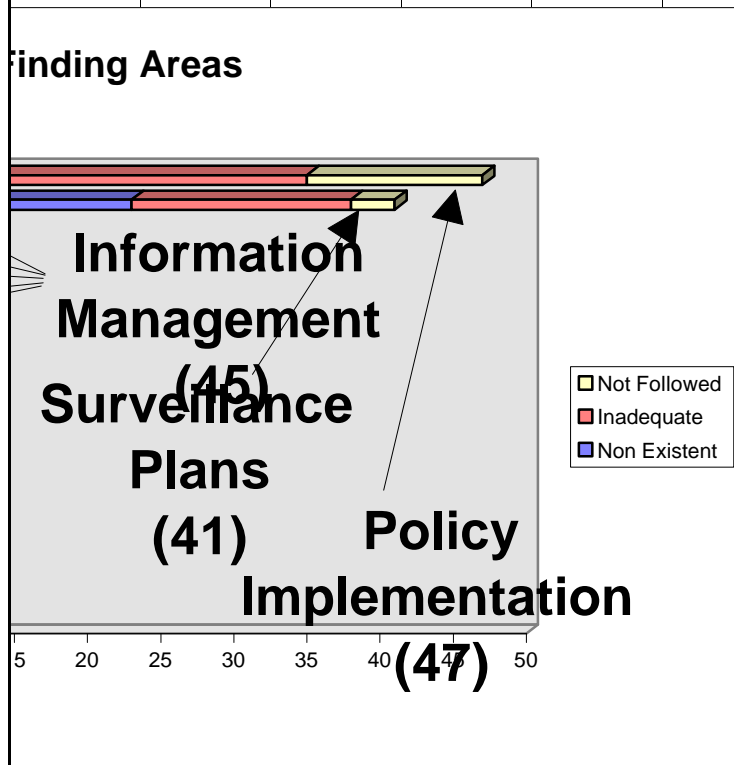 Finding Areas
Information
Management
(45)
Surveillance
Plans
(41)
Policy
Implementation
(47)
Not Followed
Inadequate
Non Existent
5 20 25 30 35 40 45 50